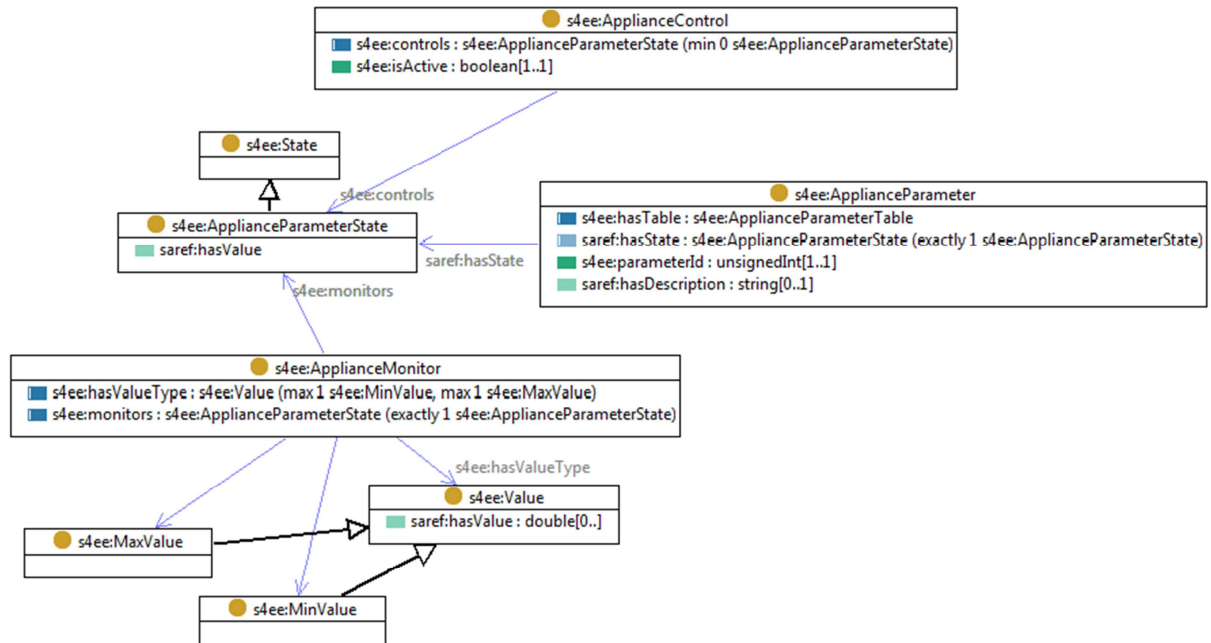 s4ee:ApplianceControl
s4ee:controls : s4ee:ApplianceParameterState (min 0 s4ee:ApplianceParameterState)
s4ee:isActive : boolean[1..1]
s4ee:State
s4ee:controls
s4ee:ApplianceParameter
s4ee:hasTable : s4ee:ApplianceParameterTable
saref:hasState : s4ee:ApplianceParameterState (exactly 1 s4ee:ApplianceParameterState)
s4ee:parameterId : unsignedInt[1..1]
saref:hasDescription : string[0..1]
s4ee:ApplianceParameterState
saref:hasValue
saref:hasState
s4ee:monitors
s4ee:ApplianceMonitor
s4ee:hasValueType : s4ee:Value (max 1 s4ee:MinValue, max 1 s4ee:MaxValue)
s4ee:monitors : s4ee:ApplianceParameterState (exactly 1 s4ee:ApplianceParameterState)
s4ee:hasValueType
s4ee:Value
saref:hasValue : double[0..]
s4ee:MaxValue
s4ee:MinValue